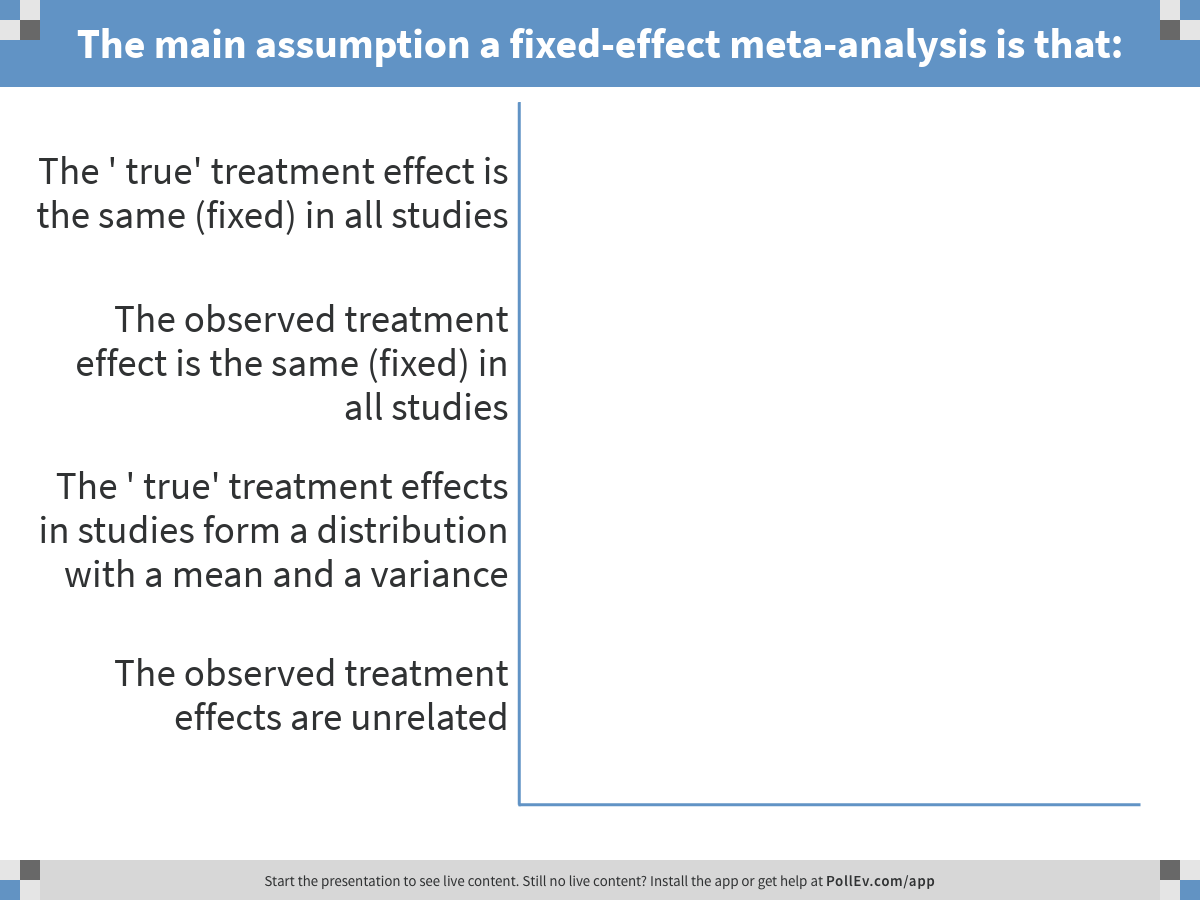 The main assumption a fixed-effect meta-analysis is that:
The ' true' treatment effect is
the same (fixed) in all studies
The observed treatment
effect is the same (fixed) in
all studies
The ' true' treatment effects
in studies form a distribution
with a mean and a variance
The observed treatment
effects are unrelated
Start the presentation to see live content. Still no live content? Install the app or get help at PollEv.com/app